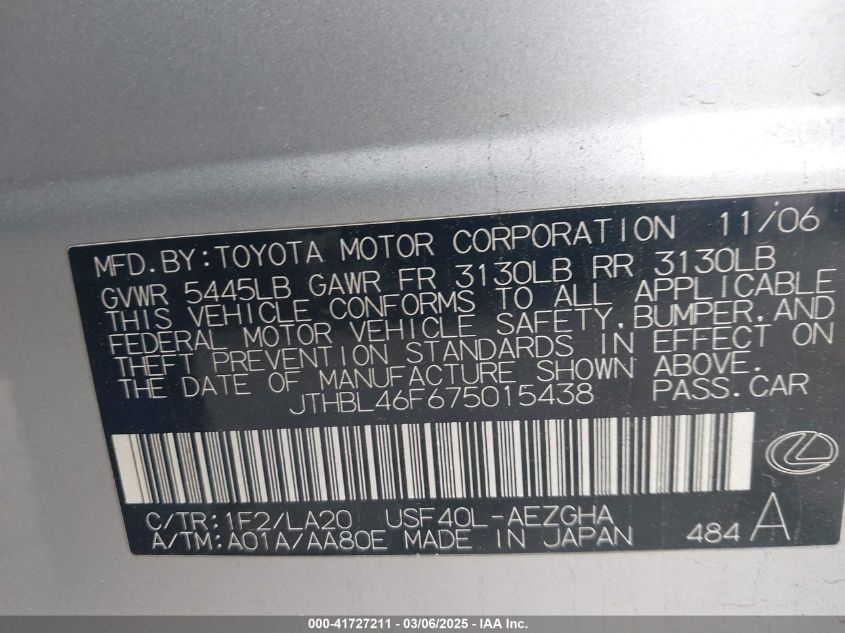 MFD.BY:TOYOTA MOTOR CORPORATION 11/06
GVWR 5445LB GAWR FR 3130LB RR 3130LB
THIS VEHICLE CONFORMS TO ALL APPLICABLE
FEDERAL MOTOR VEHICLE SAFETY,BUMPER,AND
THEFT PREVENTION STANDARDS IN EFFECT ON
THE DATE OF MANUFACTURE SHOWN ABOVE.
JTHBL46F675015438 PASS.CAR
C/TR:1F2/LA20 USF40L-AEZGHA
A/TM:A01A/AA80E MADE IN JAPAN 484 A
000-41727211 - 03/06/2025 - IAA Inc.